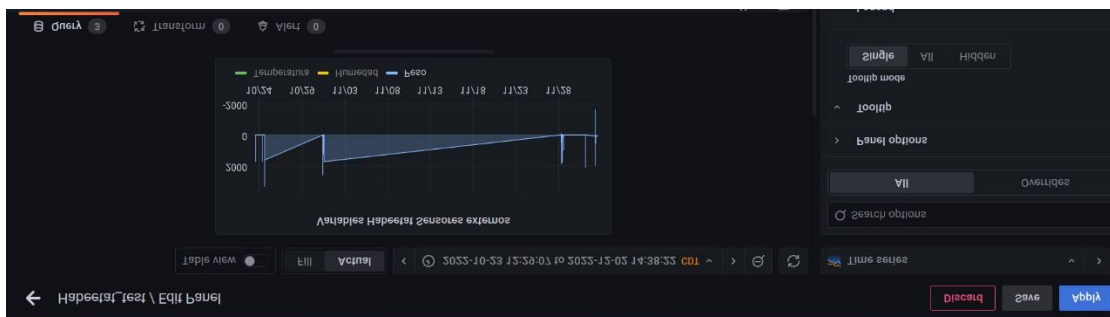 Habeetat_test / Edit Panel
Discard
Save
Apply
Table view
Fill
Actual
2022-10-23 12:29:07 to 2022-12-02 14:38:22 CDT
Time series
Search options
All
Overrides
Panel options
Tooltip
Tooltip mode
Single
All
Hidden
Legend
Variables Habeetat Sensores externos
2000
0
-2000
10/24 10/29 11/03 11/08 11/13 11/18 11/23 11/28
Temperatura Humedad Peso
Query 3
Transform 0
Alert 0